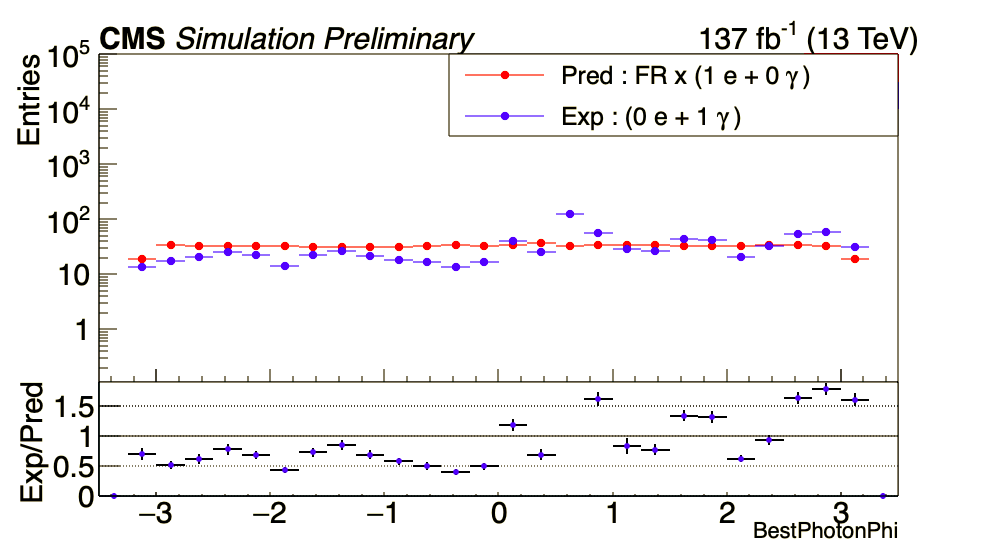 CMS Simulation Preliminary 137 fb⁻¹ (13 TeV)
Entries
10⁵
10⁴
10³
10²
10
1
Pred : FR x (1 e + 0 γ )
Exp : (0 e + 1 γ )
Exp/Pred
1.5
1
0.5
0
−3 −2 −1 0 1 2 3
BestPhotonPhi